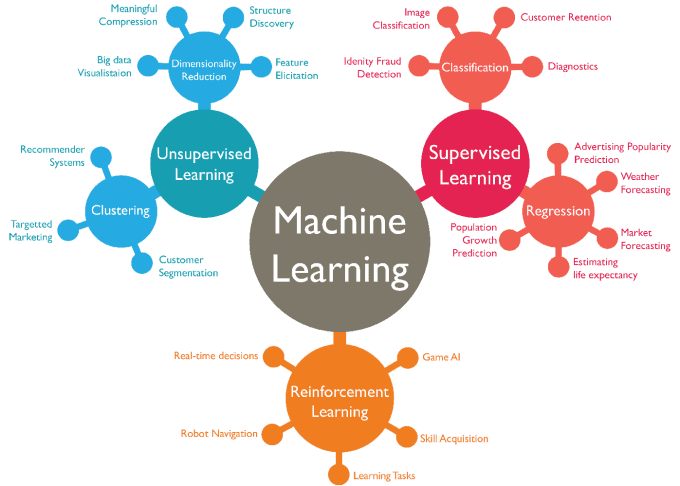 Meaningful
Compression
Structure
Discovery
Big data
Visualistaion
Dimensionality
Reduction
Feature
Elicitation
Unsupervised
Learning
Recommender
Systems
Clustering
Targetted
Marketing
Customer
Segmentation
Machine
Learning
Image
Classification
Customer Retention
Idenity Fraud
Detection
Classification
Diagnostics
Supervised
Learning
Advertising Popularity
Prediction
Weather
Forecasting
Regression
Population
Growth
Prediction
Market
Forecasting
Estimating
life expectancy
Real-time decisions
Game AI
Reinforcement
Learning
Robot Navigation
Skill Acquisition
Learning Tasks